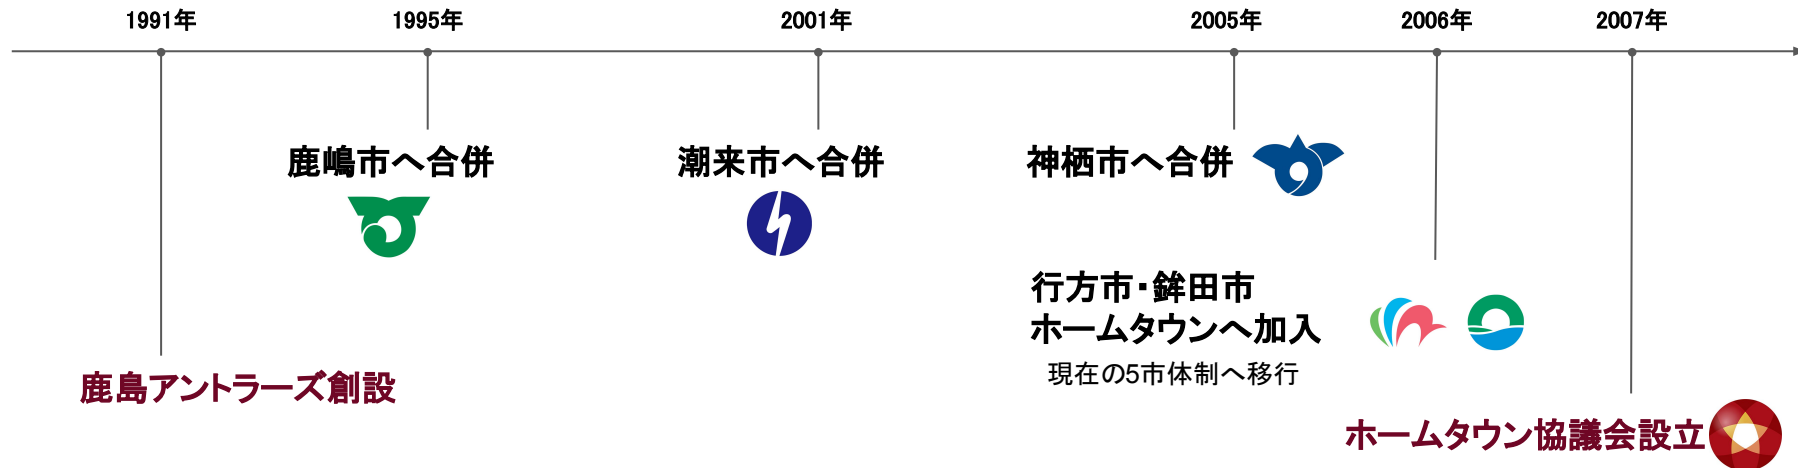 1991年
1995年
2001年
2005年
2006年
2007年
鹿嶋市へ合併
潮来市へ合併
神栖市へ合併
行方市・鉾田市
ホームタウンへ加入
現在の5市体制へ移行
鹿島アントラーズ創設
ホームタウン協議会設立